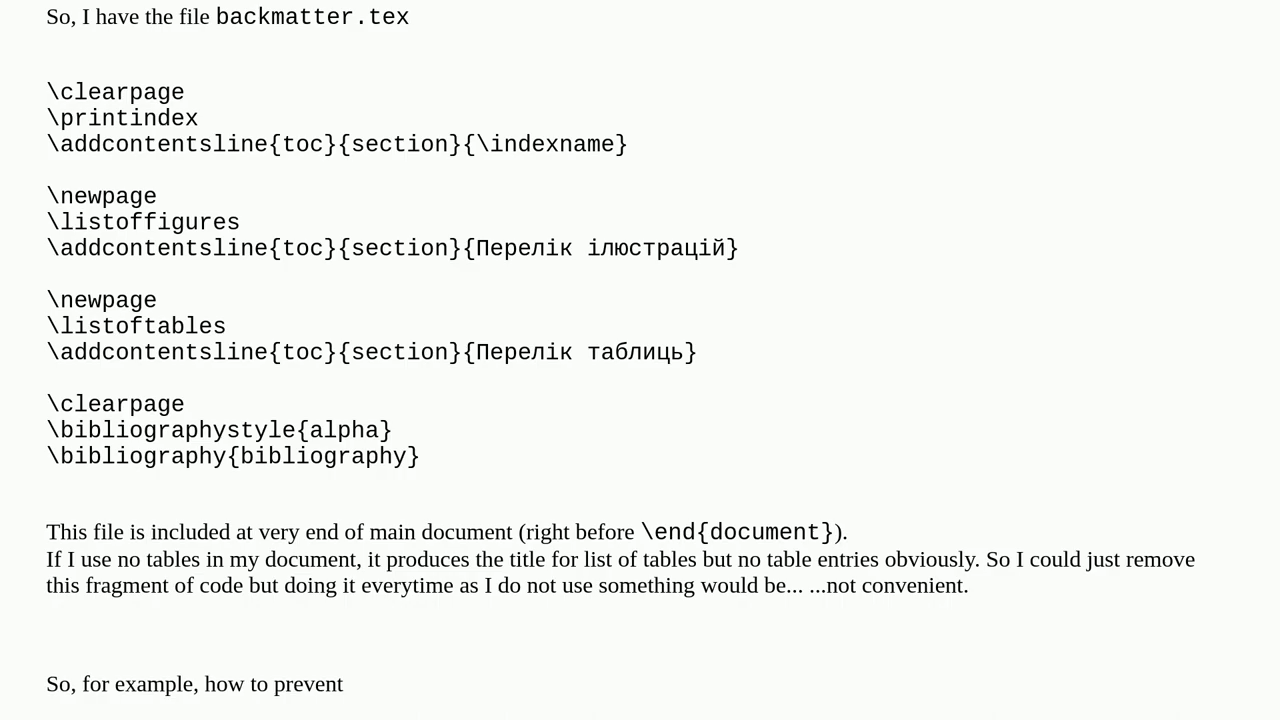 So, I have the file backmatter.tex
\clearpage
\printindex
\addcontentsline{toc}{section}{\indexname}
\newpage
\listoffigures
\addcontentsline{toc}{section}{Перелік ілюстрацій}
\newpage
\listoftables
\addcontentsline{toc}{section}{Перелік таблиць}
\clearpage
\bibliographystyle{alpha}
\bibliography{bibliography}
This file is included at very end of main document (right before \end{document}).
If I use no tables in my document, it produces the title for list of tables but no table entries obviously. So I could just remove
this fragment of code but doing it everytime as I do not use something would be... ...not convenient.
So, for example, how to prevent